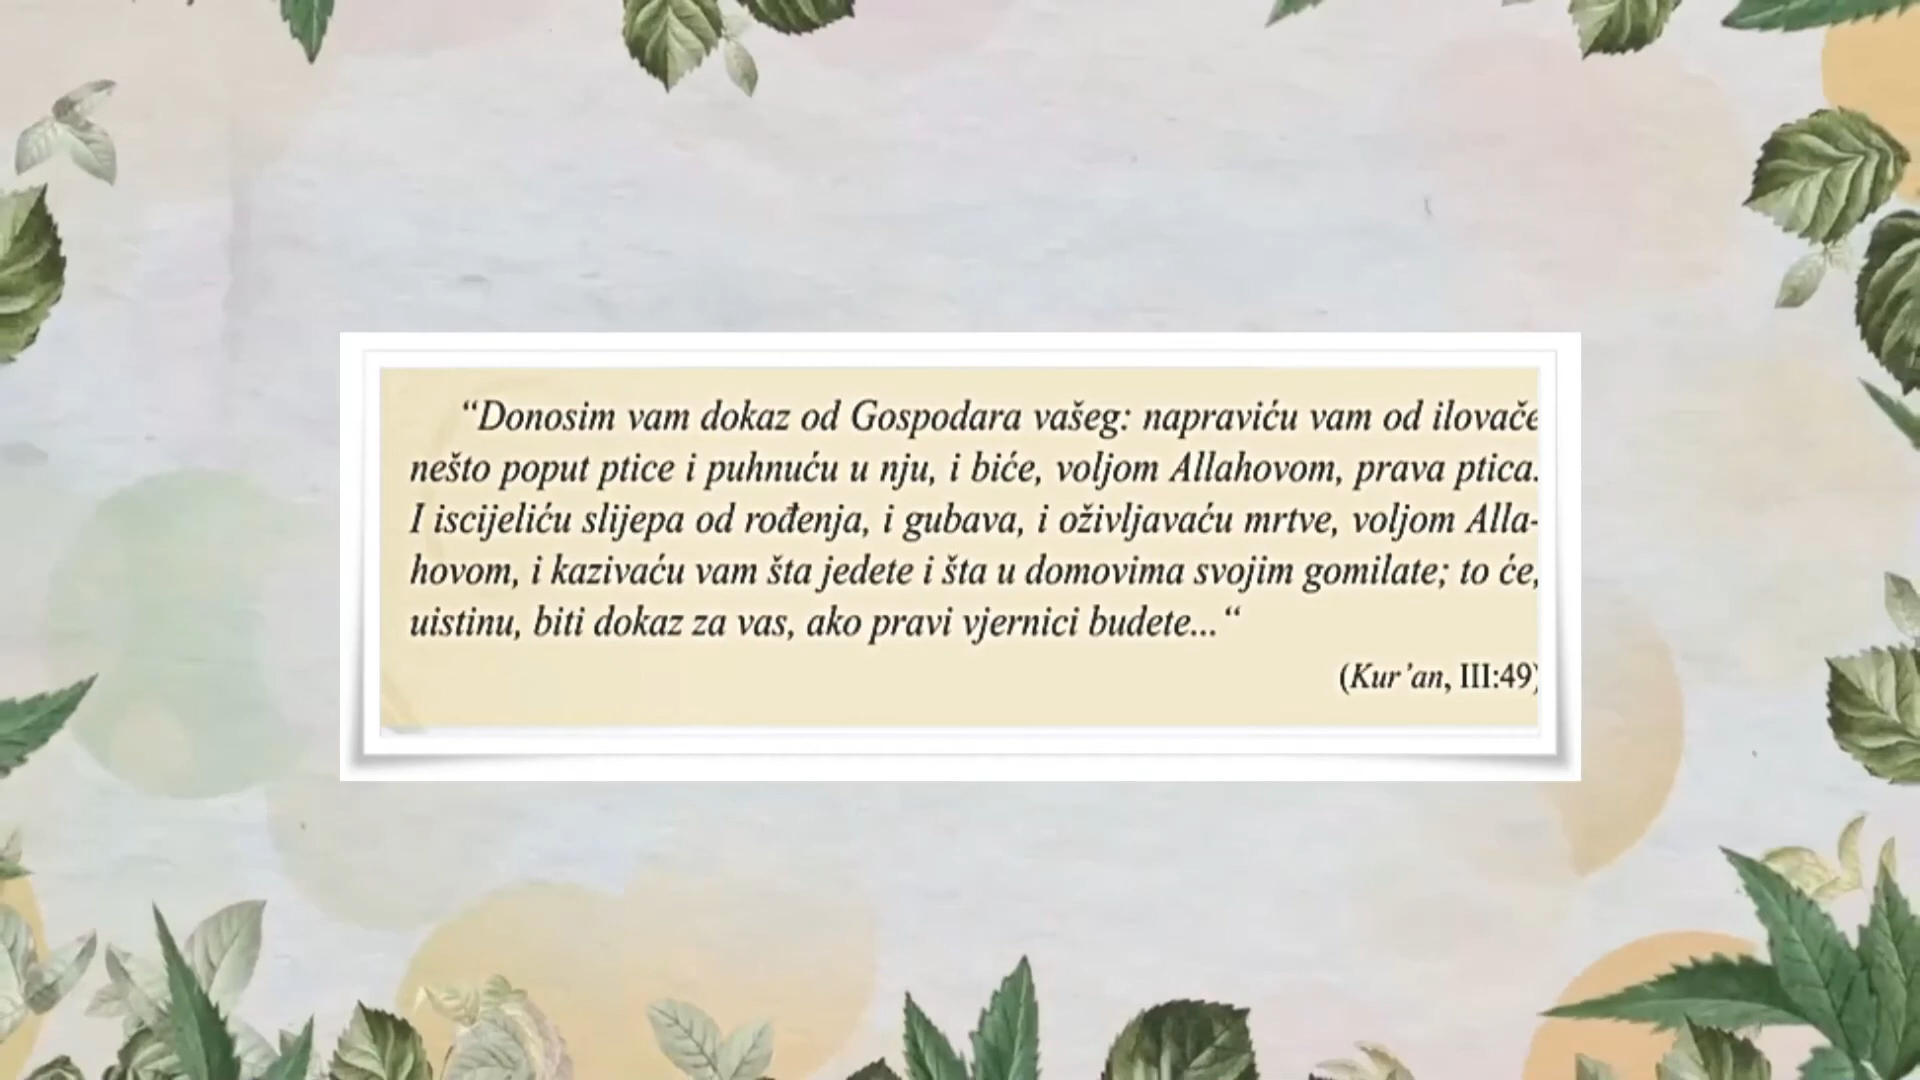 “Donosim vam dokaz od Gospodara vašeg: napraviću vam od ilovače
nešto poput ptice i puhnuću u nju, i biće, voljom Allahovom, prava ptica.
I iscijeliću slijepa od rođenja, i gubava, i oživljavaću mrtve, voljom Alla-
hovom, i kazivaću vam šta jedete i šta u domovima svojim gomilate; to će,
uistinu, biti dokaz za vas, ako pravi vjernici budete... “
(Kur’an, III:49)